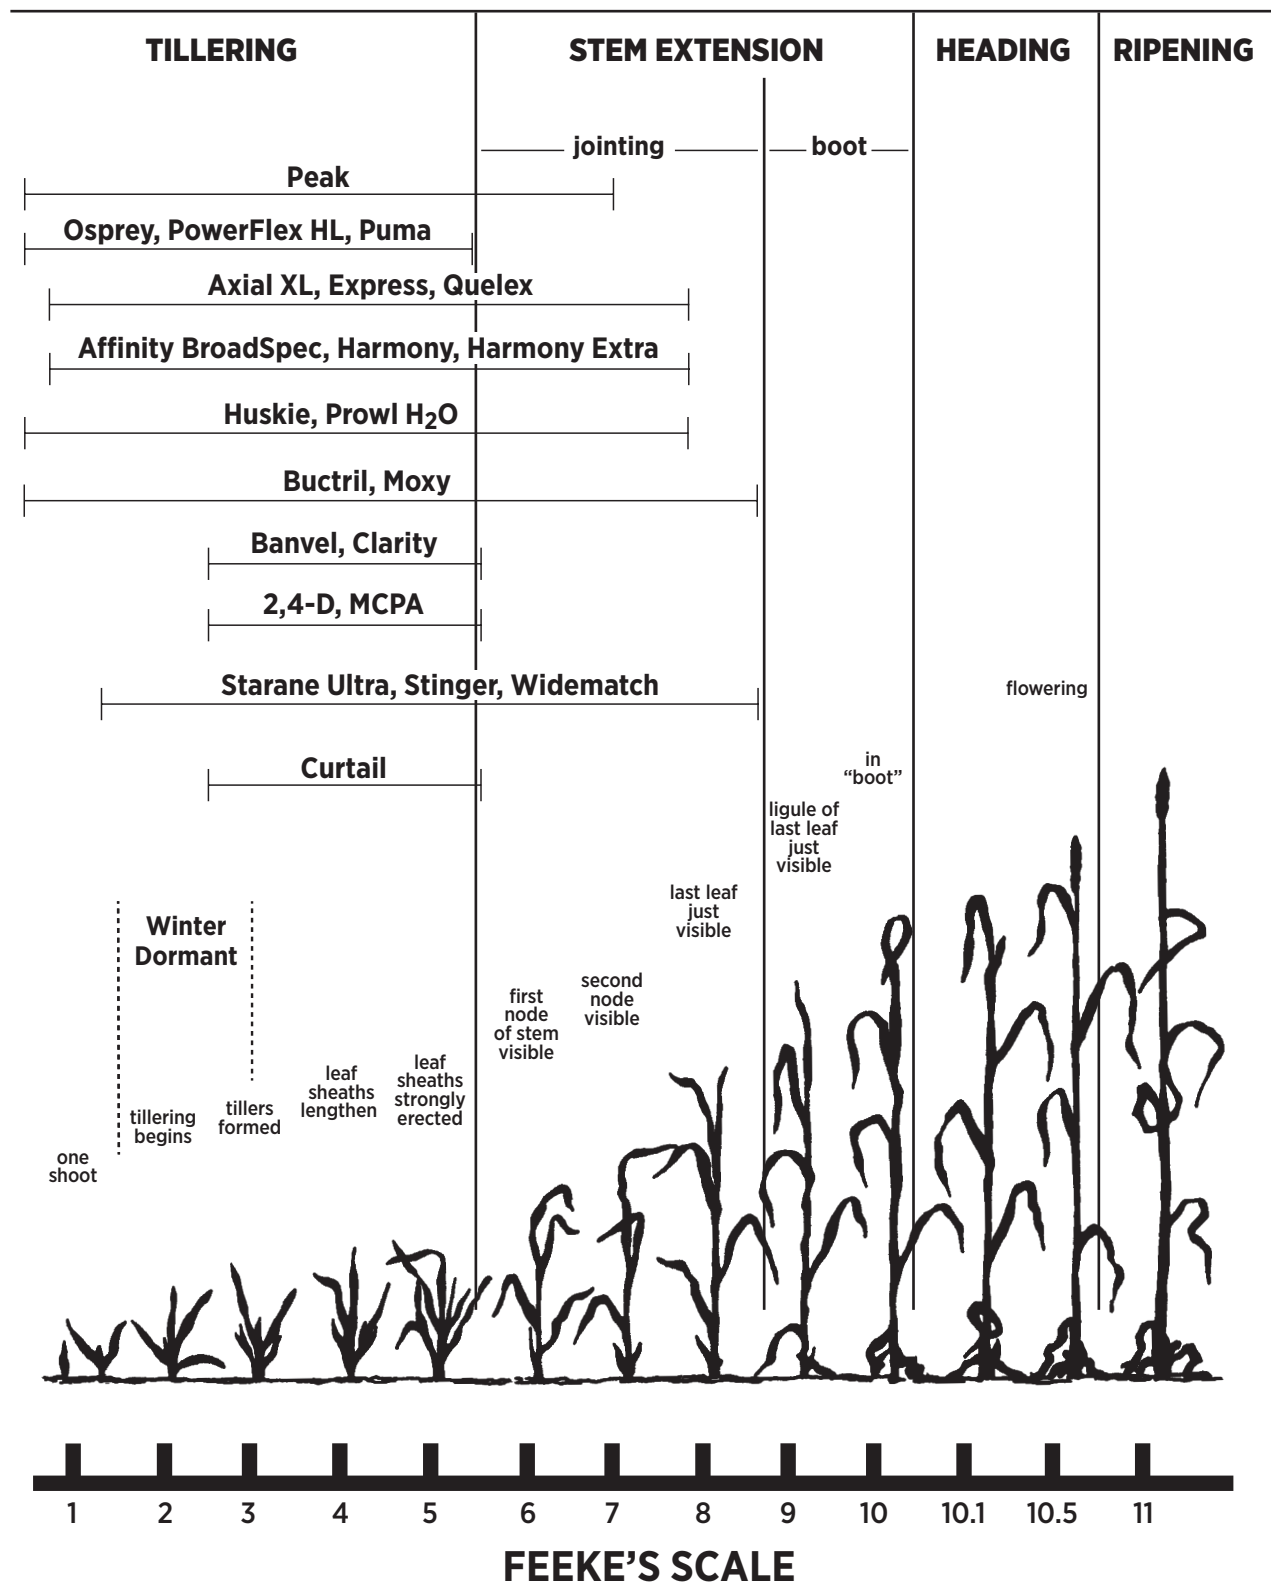 TILLERING
STEM EXTENSION
HEADING
RIPENING
jointing
boot
Peak
Osprey, PowerFlex HL, Puma
Axial XL, Express, Quelex
Affinity BroadSpec, Harmony, Harmony Extra
Huskie, Prowl H₂O
Buctril, Moxy
Banvel, Clarity
2,4-D, MCPA
Starane Ultra, Stinger, Widematch
Curtail
flowering
in
“boot”
ligule of
last leaf
just
visible
last leaf
just
visible
second
node
visible
first
node
of stem
visible
leaf
sheaths
strongly
erected
leaf
sheaths
lengthen
Winter
Dormant
tillers
formed
tillering
begins
one
shoot
1 2 3 4 5 6 7 8 9 10 10.1 10.5 11
FEEKE’S SCALE